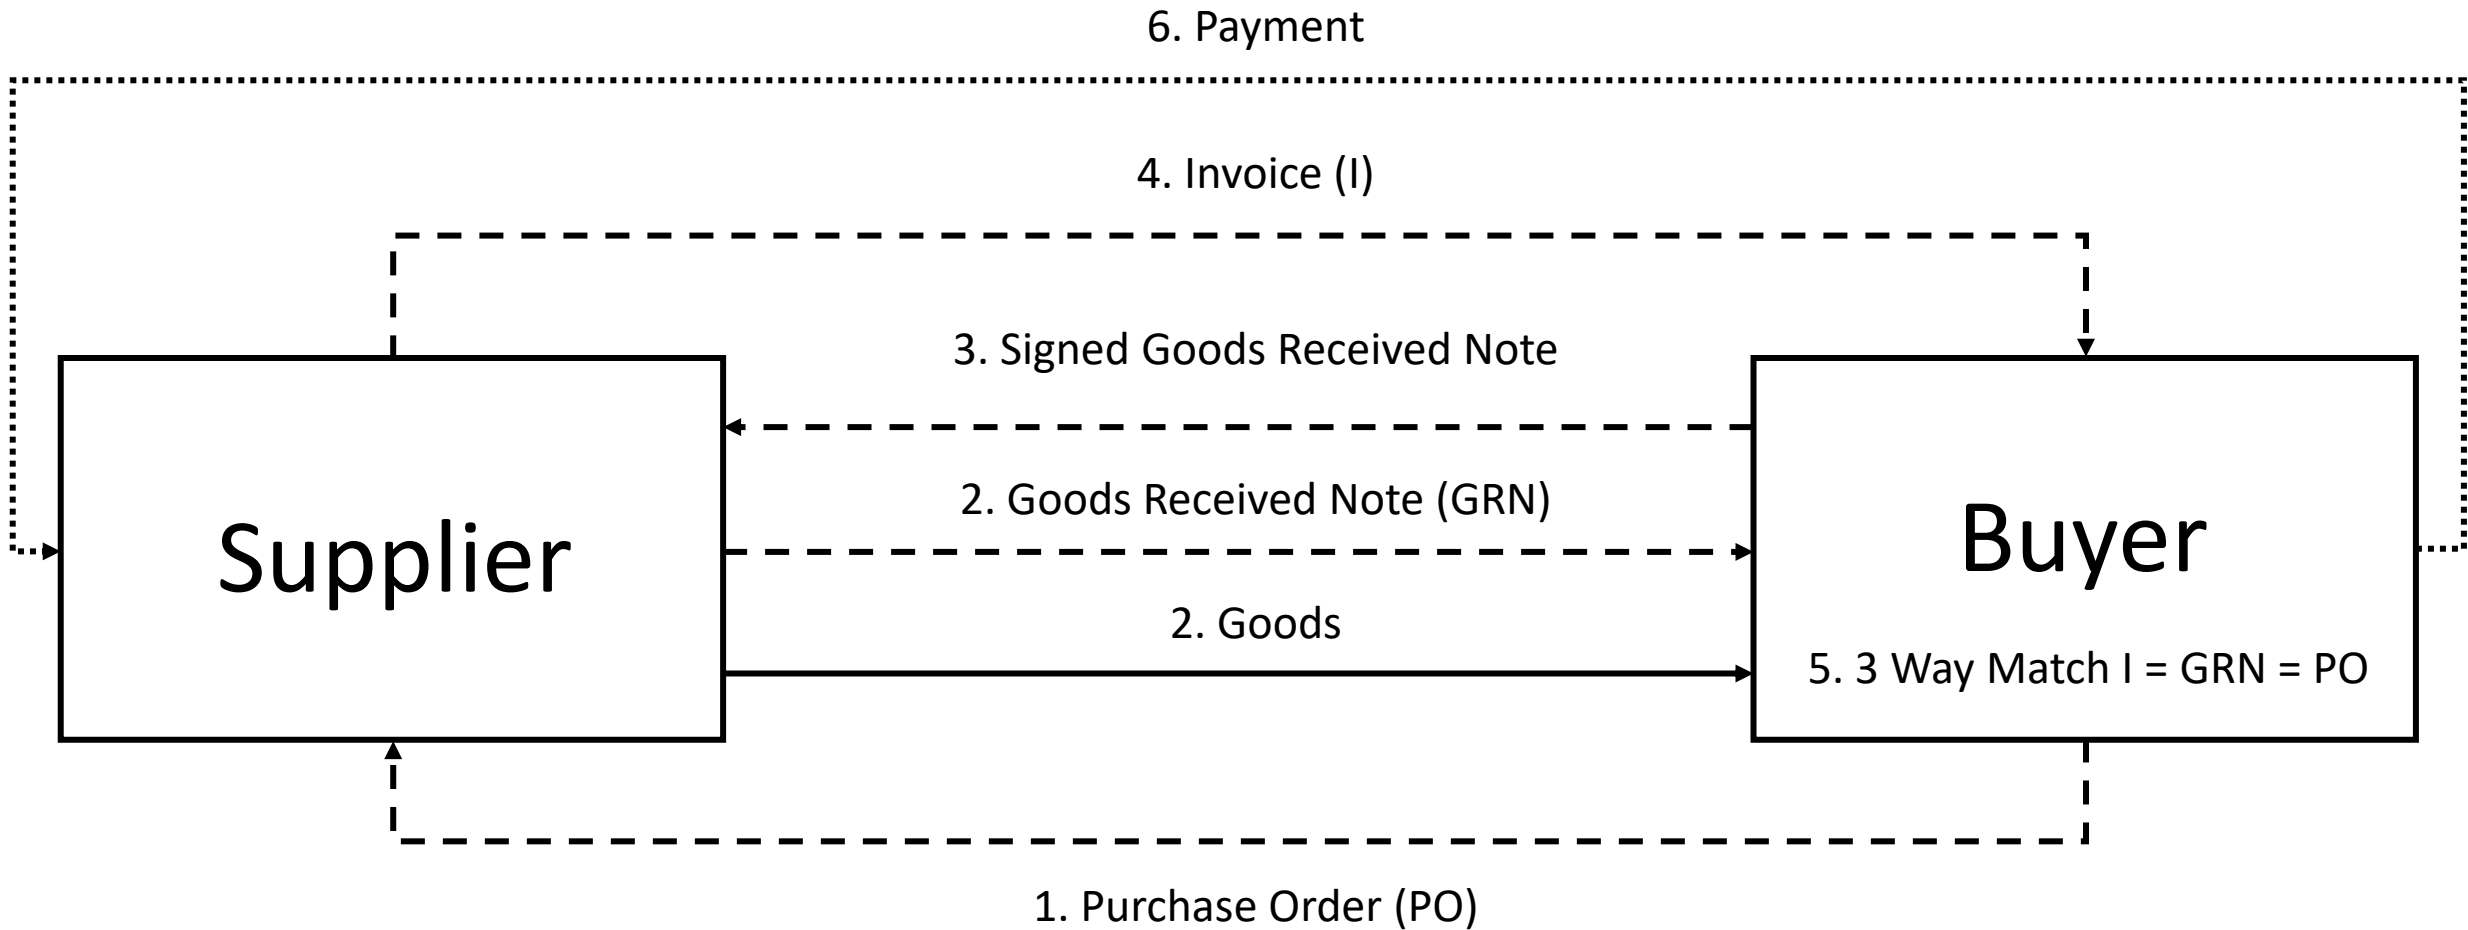 6. Payment
4. Invoice (I)
3. Signed Goods Received Note
2. Goods Received Note (GRN)
Supplier
Buyer
2. Goods
5. 3 Way Match I = GRN = PO
1. Purchase Order (PO)